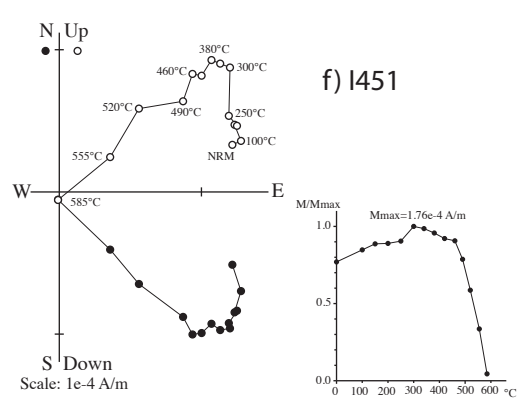 N Up
380°C
460°C
300°C
f) I451
520°C
490°C
250°C
100°C
555°C
NRM
W
E
585°C
M/Mmax
Mmax=1.76e-4 A/m
1.0
0.5
0.0
0 100 200 300 400 500 600 °C
S Down
Scale: 1e-4 A/m